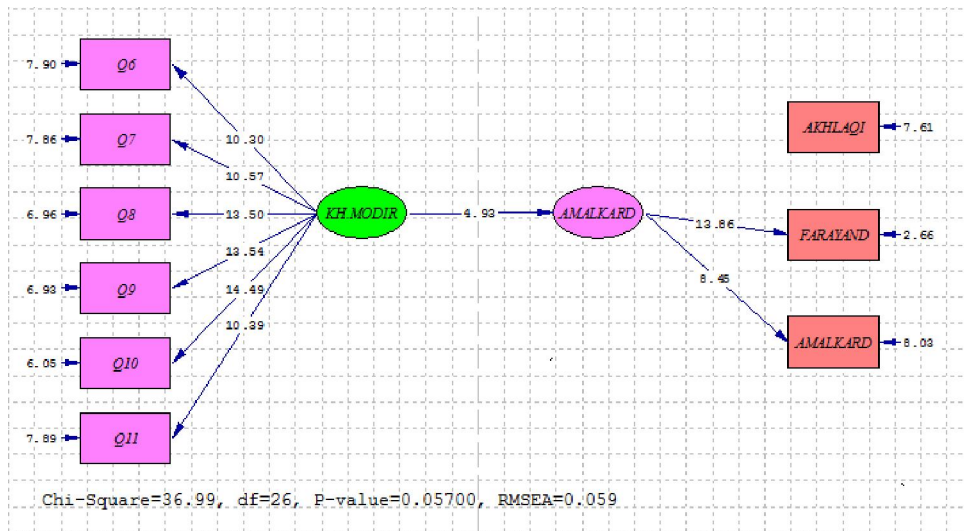 7.90 Q6
7.86 Q7
6.96 Q8
6.93 Q9
6.05 Q10
7.89 Q11
10.30
10.57
13.50
13.54
14.49
10.39
KH MODIR
4.93
AMALKARD
13.86
8.45
AKHLAQI 7.61
FARAYAND 2.66
AMALKARD 8.03
Chi-Square=36.99, df=26, P-value=0.05700, RMSEA=0.059